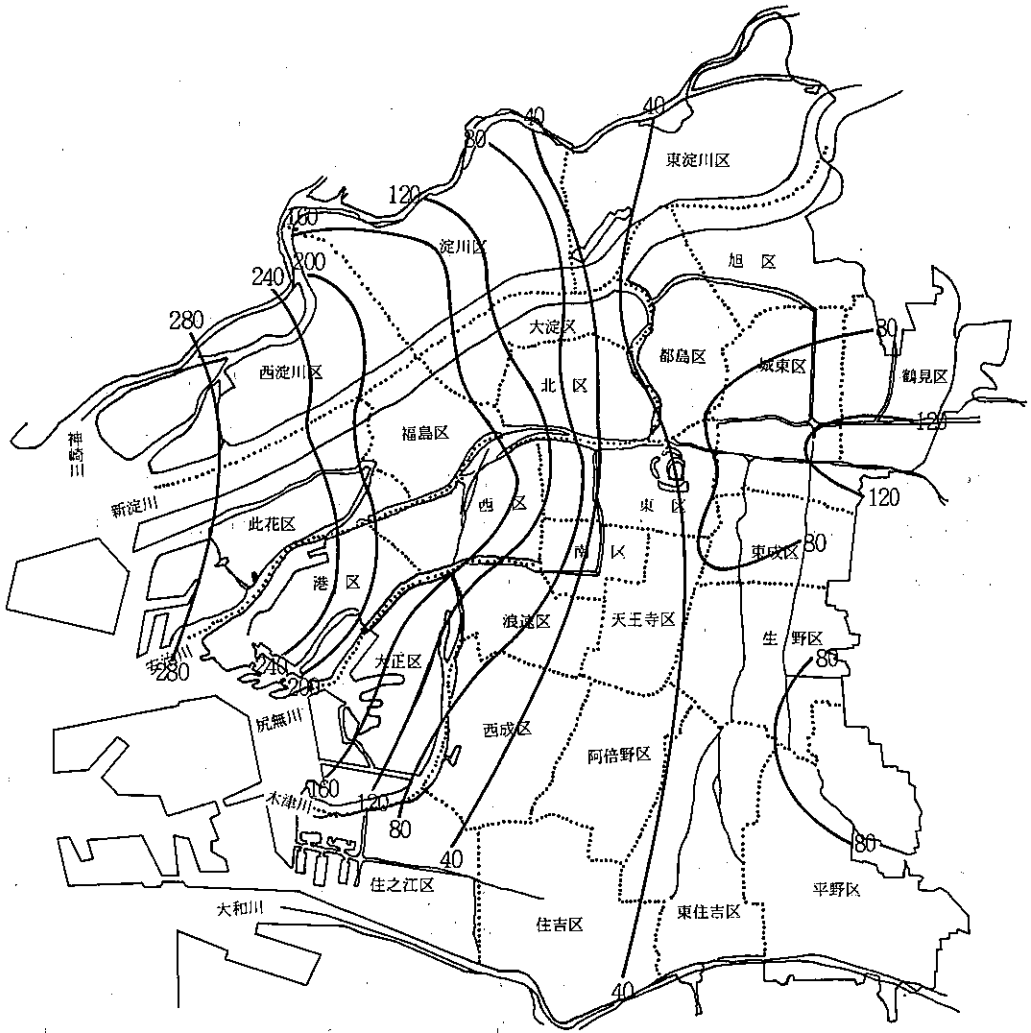 40
40
東淀川区
80
120
160
淀川区
200
240
旭 区
280
大淀区
都島区
80
西淀川区
北 区
城東区
鶴見区
120
神崎川
福島区
120
新淀川
西 区
東 区
此花区
南 区
東成区
80
港 区
浪速区
天王寺区
生野区
280
240
200
大正区
80
尻無川
西成区
阿倍野区
160
木津川
120
80
80
40
住之江区
平野区
大和川
住吉区
東住吉区
40